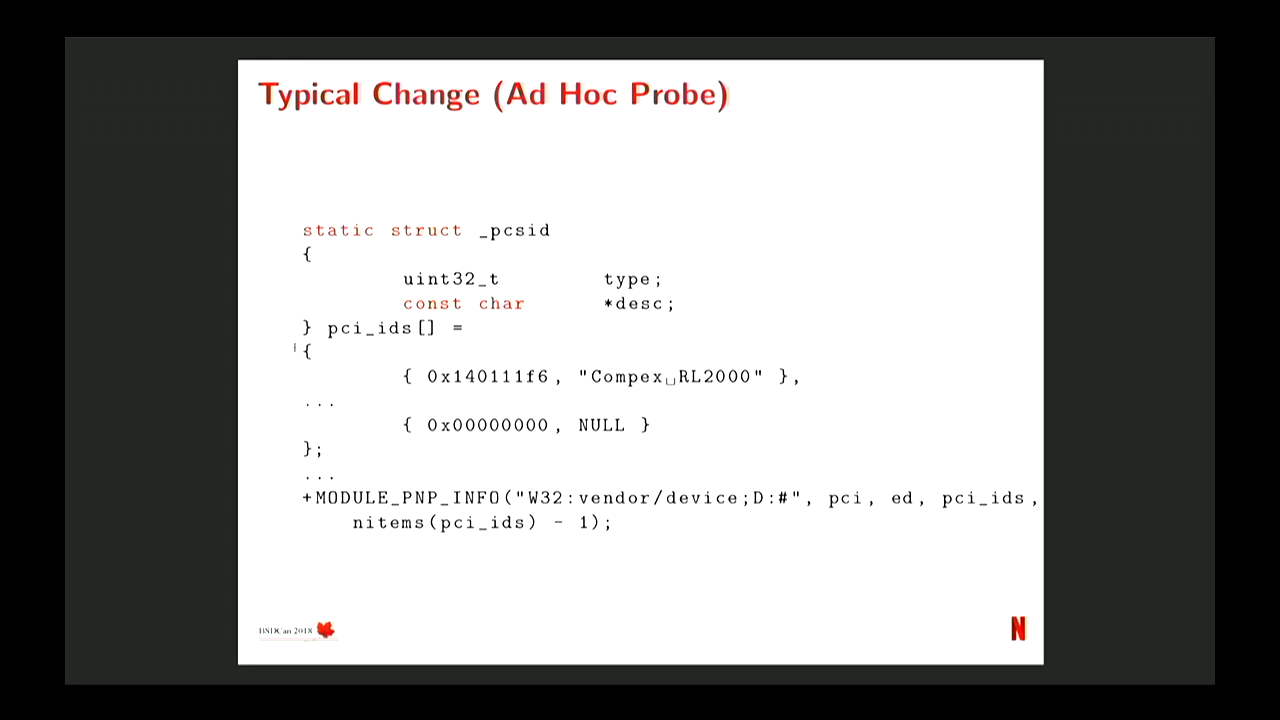 Typical Change (Ad Hoc Probe)
static struct _pcsid
{
uint32_t type;
const char *desc;
} pci_ids[] =
{
{ 0x140111f6, "Compex␣RL2000" },
...
{ 0x00000000, NULL }
};
...
+MODULE_PNP_INFO("W32:vendor/device;D:#", pci, ed, pci_ids,
nitems(pci_ids) - 1);
BSDCan 2018
N